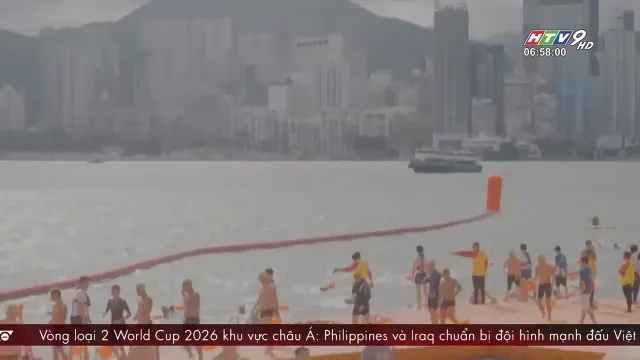 HTV9 HD
06:58:00
Vòng loại 2 World Cup 2026 khu vực châu Á: Philippines và Iraq chuẩn bị đội hình mạnh đấu Việt